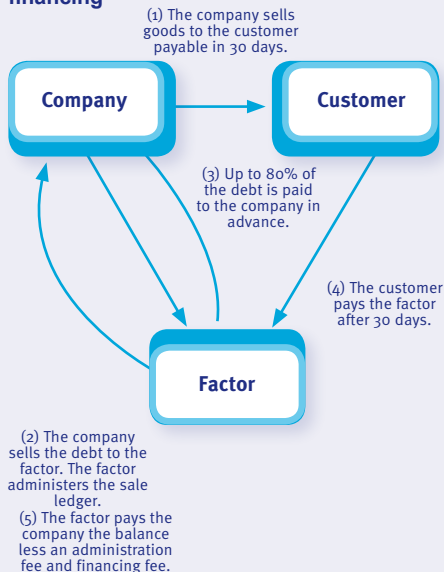 financing
(1) The company sells
goods to the customer
payable in 30 days.
Company
Customer
(3) Up to 80% of
the debt is paid
to the company in
advance.
(4) The customer
pays the factor
after 30 days.
Factor
(2) The company
sells the debt to the
factor. The factor
administers the sale
ledger.
(5) The factor pays the
company the balance
less an administration
fee and financing fee.